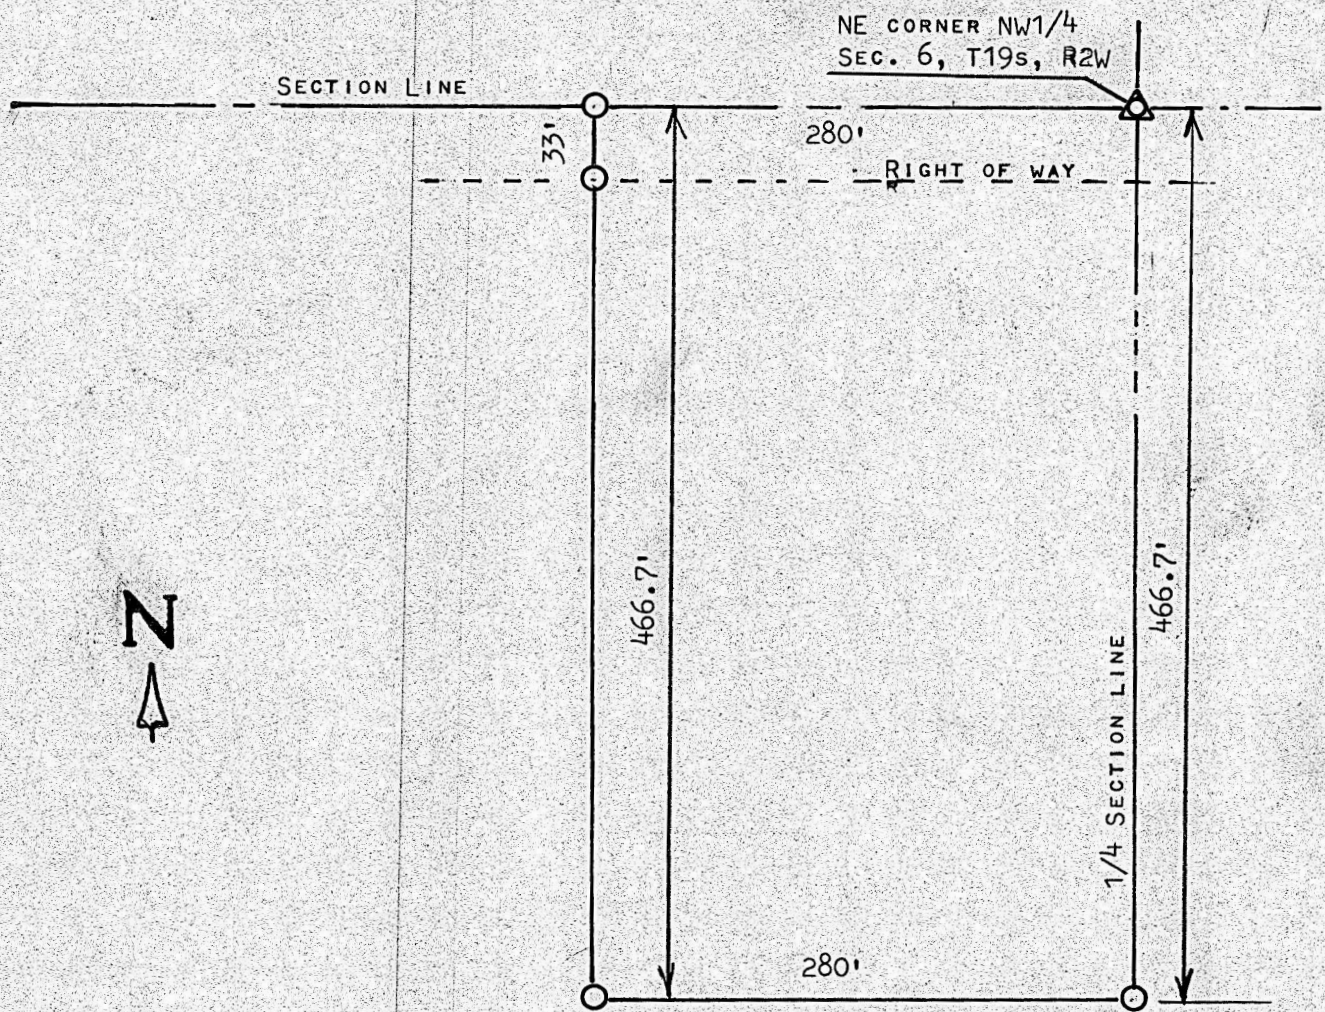 NE CORNER NW1/4
SEC. 6, T19S, R2W
SECTION LINE
33'
280'
RIGHT OF WAY
466.7'
466.7'
N
1/4 SECTION LINE
280'